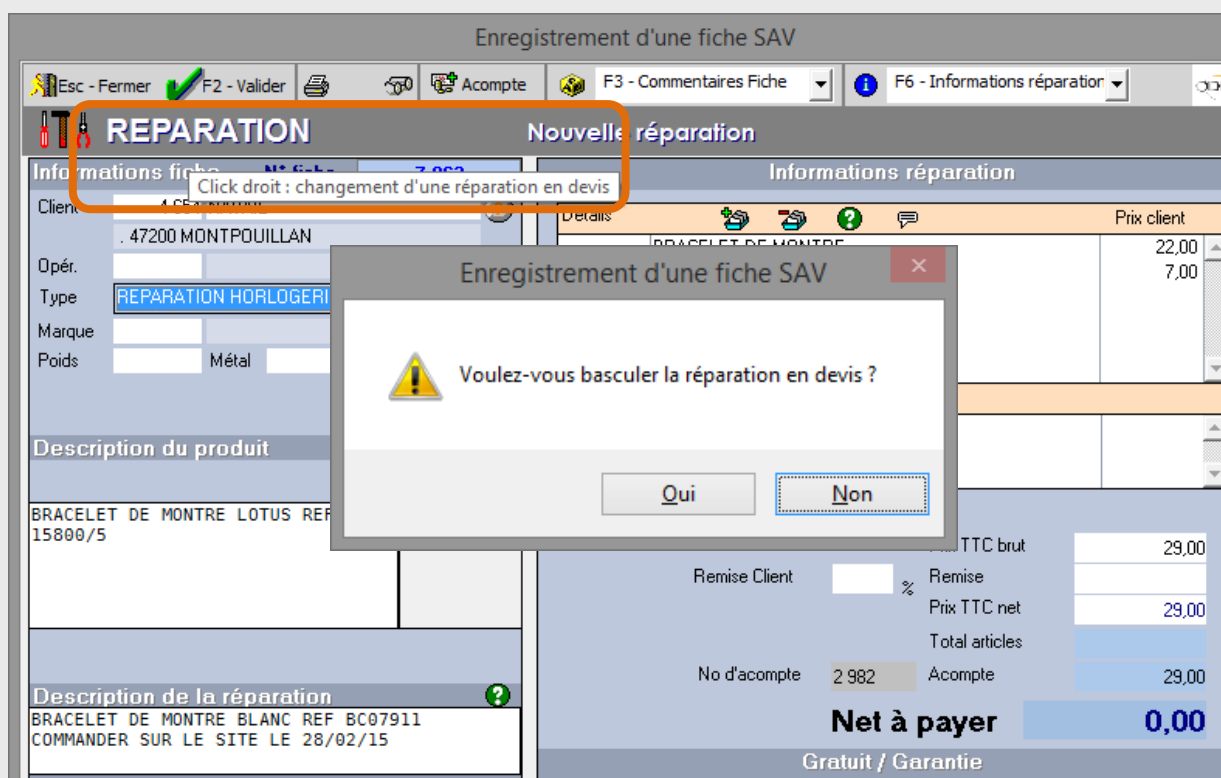 Enregistrement d'une fiche SAV
Esc - Fermer F2 - Valider Acompte F3 - Commentaires Fiche F6 - Informations réparation
REPARATION Nouvelle réparation
Informations fiche N° fiche Informations réparation
Click droit : changement d'une réparation en devis
Client Détails Prix client
. 47200 MONTPOUILLAN BRACELET DE MONTRE 22,00
7,00
Opér.
Type REPARATION HORLOGERI
Marque
Poids Métal
Enregistrement d'une fiche SAV
Voulez-vous basculer la réparation en devis ?
Oui Non
Description du produit
BRACELET DE MONTRE LOTUS REF
15800/5
TTC brut 29,00
Remise Client % Remise
Prix TTC net 29,00
Total articles
No d'acompte 2 982 Acompte 29,00
Description de la réparation
BRACELET DE MONTRE BLANC REF BC07911
COMMANDER SUR LE SITE LE 28/02/15
Net à payer 0,00
Gratuit / Garantie